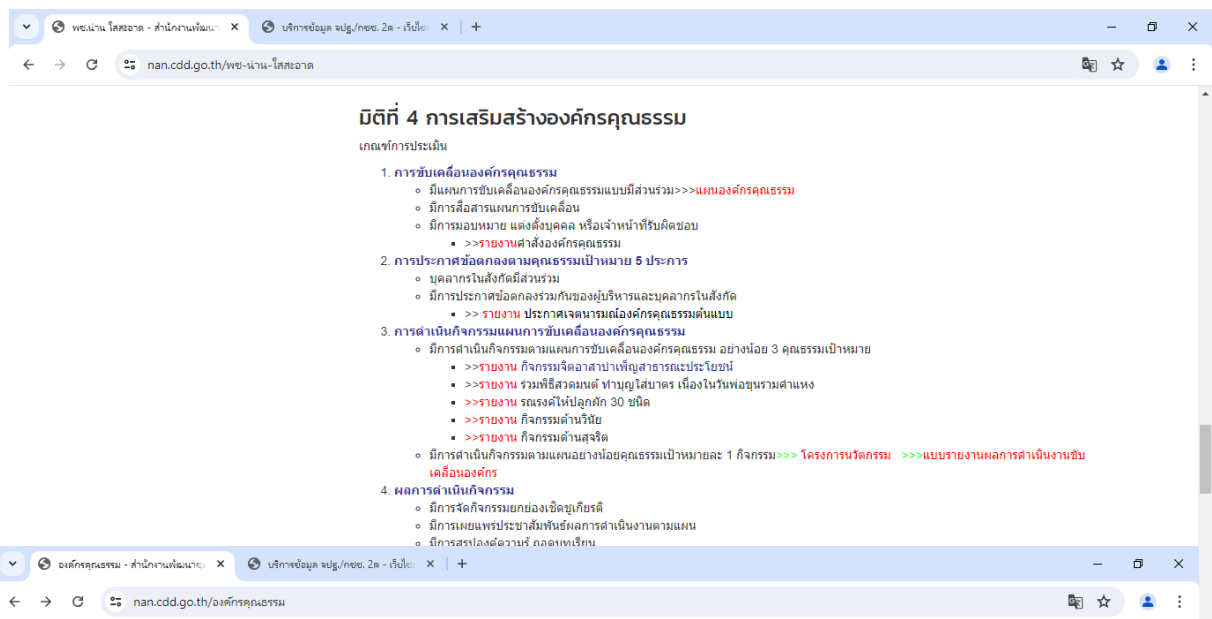 พช.น่าน ใสสะอาด - สำนักงานพัฒนา
บริการข้อมูล จปฐ./กชช. 2ค - เว็บไซ
nan.cdd.go.th/พช-น่าน-ใสสะอาด
มิติที่ 4 การเสริมสร้างองค์กรคุณธรรม
เกณฑ์การประเมิน
1. การขับเคลื่อนองค์กรคุณธรรม
มีแผนการขับเคลื่อนองค์กรคุณธรรมแบบมีส่วนร่วม>>>แผนองค์กรคุณธรรม
มีการสื่อสารแผนการขับเคลื่อน
มีการมอบหมาย แต่งตั้งบุคคล หรือเจ้าหน้าที่รับผิดชอบ
>>รายงานคำสั่งองค์กรคุณธรรม
2. การประกาศข้อตกลงตามคุณธรรมเป้าหมาย 5 ประการ
บุคลากรในสังกัดมีส่วนร่วม
มีการประกาศข้อตกลงร่วมกันของผู้บริหารและบุคลากรในสังกัด
>> รายงาน ประกาศเจตนารมณ์องค์กรคุณธรรมต้นแบบ
3. การดำเนินกิจกรรมแผนการขับเคลื่อนองค์กรคุณธรรม
มีการดำเนินกิจกรรมตามแผนการขับเคลื่อนองค์กรคุณธรรม อย่างน้อย 3 คุณธรรมเป้าหมาย
>>รายงาน กิจกรรมจิตอาสาบำเพ็ญสาธารณะประโยชน์
>>รายงาน ร่วมพิธีสวดมนต์ ทำบุญใส่บาตร เนื่องในวันพ่อขุนรามคำแหง
>>รายงาน รณรงค์ให้ปลูกผัก 30 ชนิด
>>รายงาน กิจกรรมด้านวินัย
>>รายงาน กิจกรรมด้านสุจริต
มีการดำเนินกิจกรรมตามแผนอย่างน้อยคุณธรรมเป้าหมายละ 1 กิจกรรม>>> โครงการนวัตกรรม >>>แบบรายงานผลการดำเนินงานขับ
เคลื่อนองค์กร
4. ผลการดำเนินกิจกรรม
มีการจัดกิจกรรมยกย่องเชิดชูเกียรติ
มีการเผยแพร่ประชาสัมพันธ์ผลการดำเนินงานตามแผน
มีการสรุปองค์ความรู้ ถอดบทเรียน
องค์กรคุณธรรม - สำนักงานพัฒนาชุ
บริการข้อมูล จปฐ./กชช. 2ค - เว็บไซ
nan.cdd.go.th/องค์กรคุณธรรม